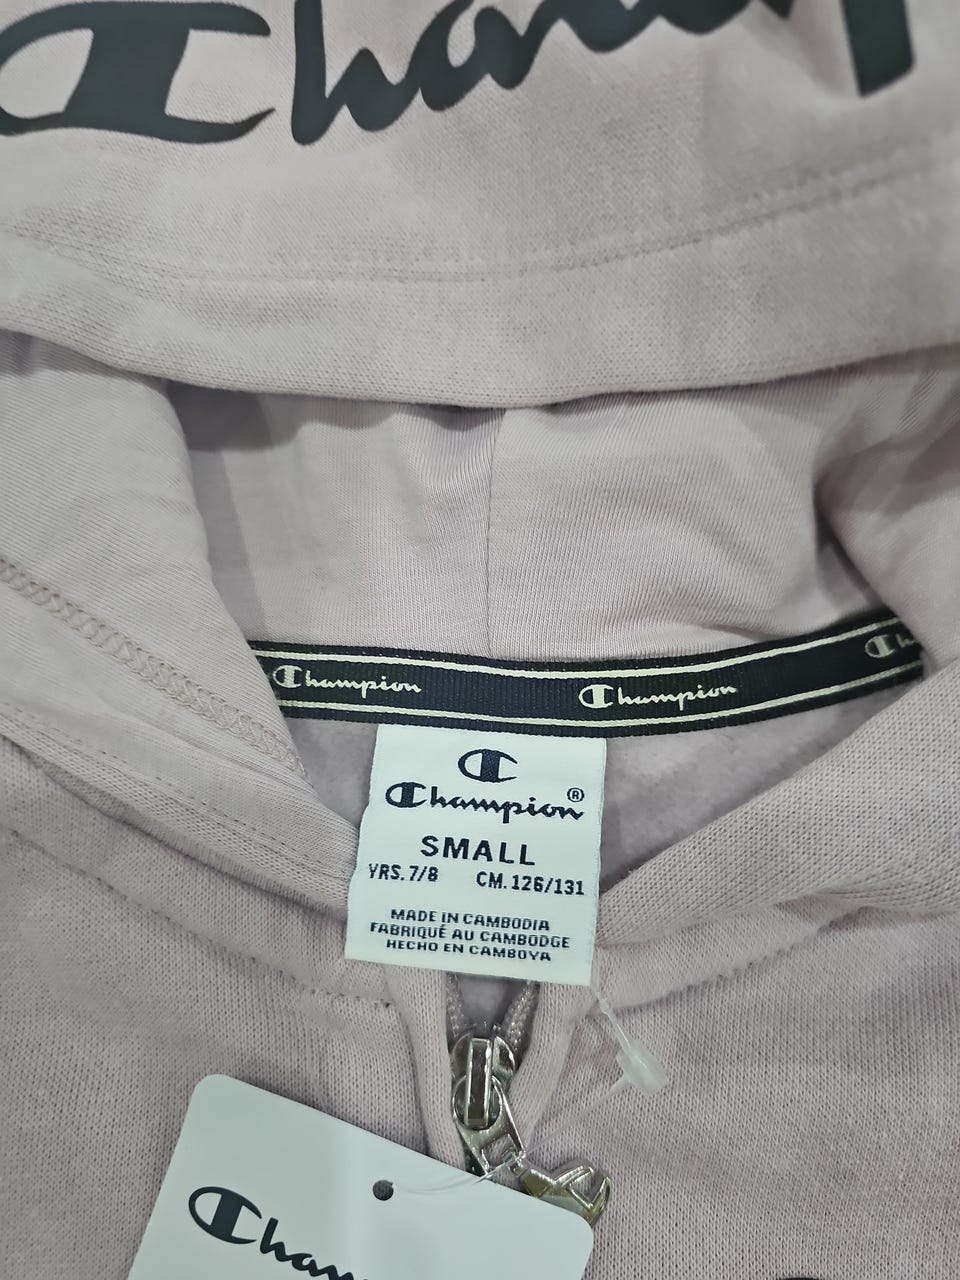 Champion
Champion Champion
Champion®
SMALL
YRS. 7/8 CM. 126/131
MADE IN CAMBODIA
FABRIQUÉ AU CAMBODGE
HECHO EN CAMBOYA